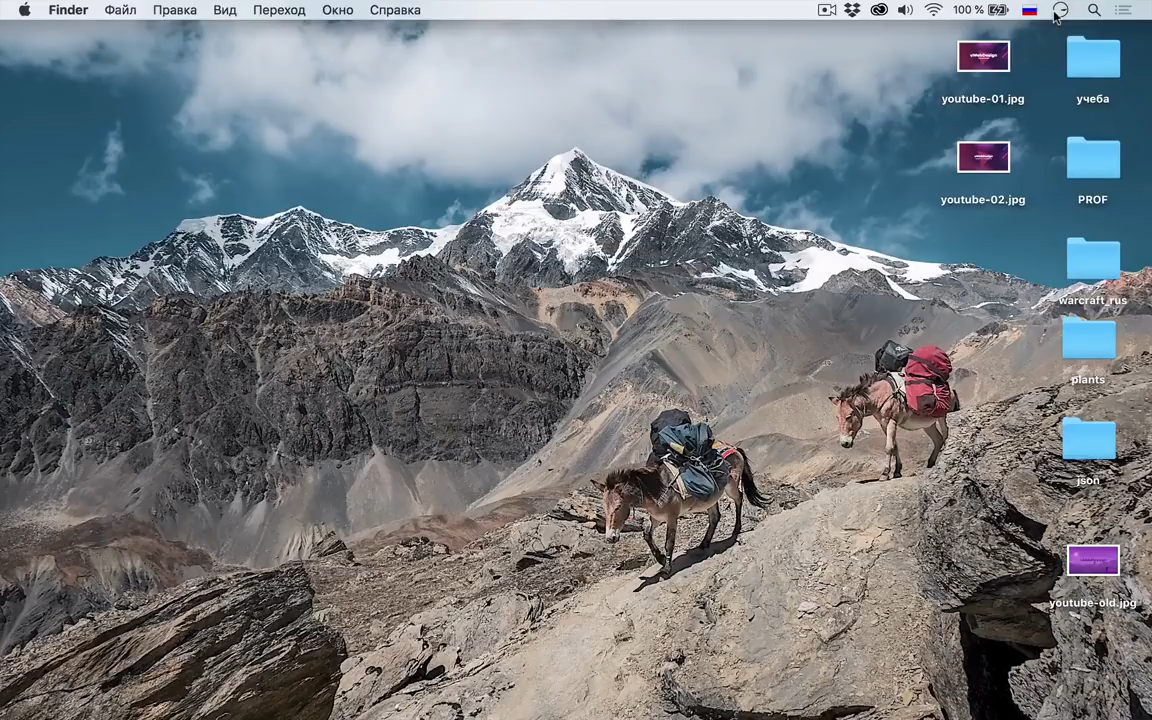 Finder Файл Правка Вид Переход Окно Справка 100 %
youtube-01.jpg учеба
youtube-02.jpg PROF
warcraft_rus
plants
json
youtube-old.jpg